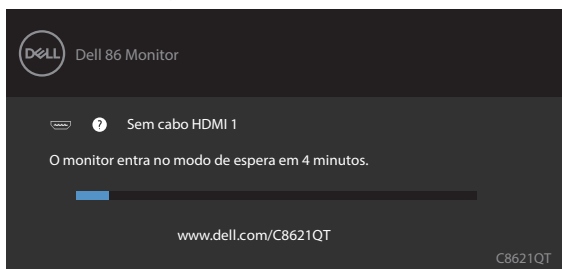 DELL
Dell 86 Monitor
? Sem cabo HDMI 1
O monitor entra no modo de espera em 4 minutos.
www.dell.com/C8621QT
C8621QT